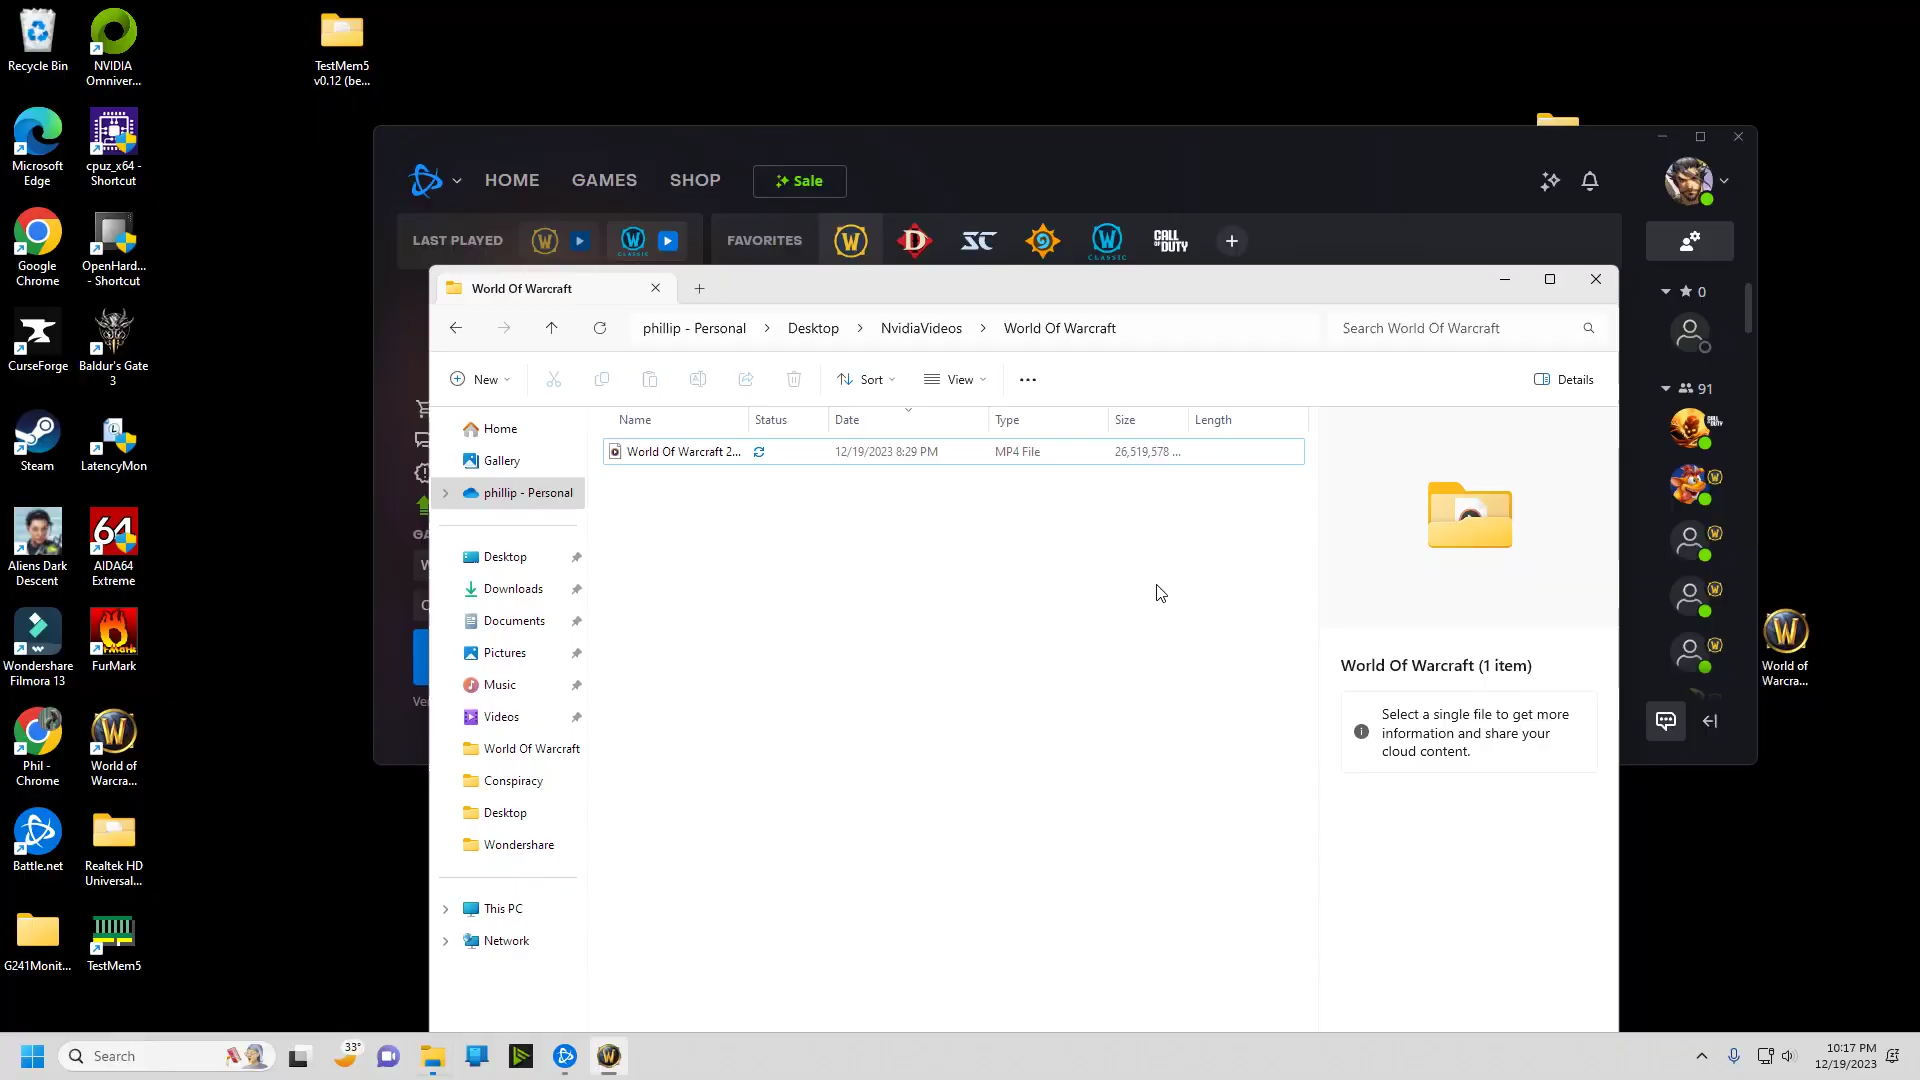 Recycle Bin
NVIDIA
Omniver...
TestMem5
v0.12 (be...
Microsoft
Edge
cpuz_x64 -
Shortcut
Google
Chrome
OpenHard...
- Shortcut
CurseForge
Baldur's Gate
3
Steam
LatencyMon
Aliens Dark
Descent
64
AIDA64
Extreme
Wondershare
Filmora 13
FurMark
Phil -
Chrome
World of
Warcra...
Battle.net
Realtek HD
Universal...
G241Monit...
TestMem5
HOME
GAMES
SHOP
Sale
LAST PLAYED
CLASSIC
FAVORITES
CLASSIC
CALL OF DUTY
0
91
World of
Warcra...
World Of Warcraft
phillip - Personal
Desktop
NvidiaVideos
World Of Warcraft
Search World Of Warcraft
New
Sort
View
Details
Name
Status
Date
Type
Size
Length
World Of Warcraft 2...
12/19/2023 8:29 PM
MP4 File
26,519,578 ...
Home
Gallery
phillip - Personal
Desktop
Downloads
Documents
Pictures
Music
Videos
World Of Warcraft
Conspiracy
Desktop
Wondershare
This PC
Network
World Of Warcraft (1 item)
Select a single file to get more
information and share your
cloud content.
Search
33°
10:17 PM
12/19/2023